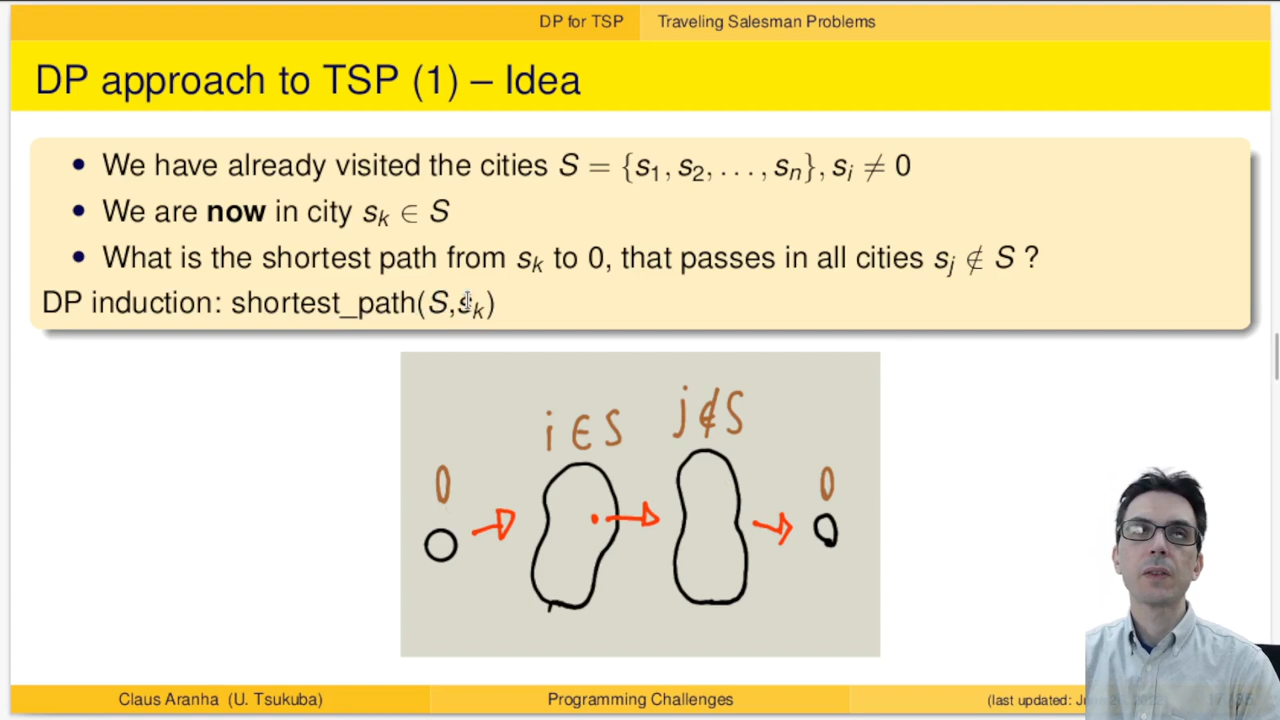 DP for TSP Traveling Salesman Problems
DP approach to TSP (1) – Idea
• We have already visited the cities S = {s₁, s₂, . . . , sₙ}, sᵢ ≠ 0
• We are now in city sₖ ∈ S
• What is the shortest path from sₖ to 0, that passes in all cities sⱼ ∉ S ?
DP induction: shortest_path(S,sₖ)
i ∈ S j ∉ S
0 0
Claus Aranha (U. Tsukuba) Programming Challenges (last updated: